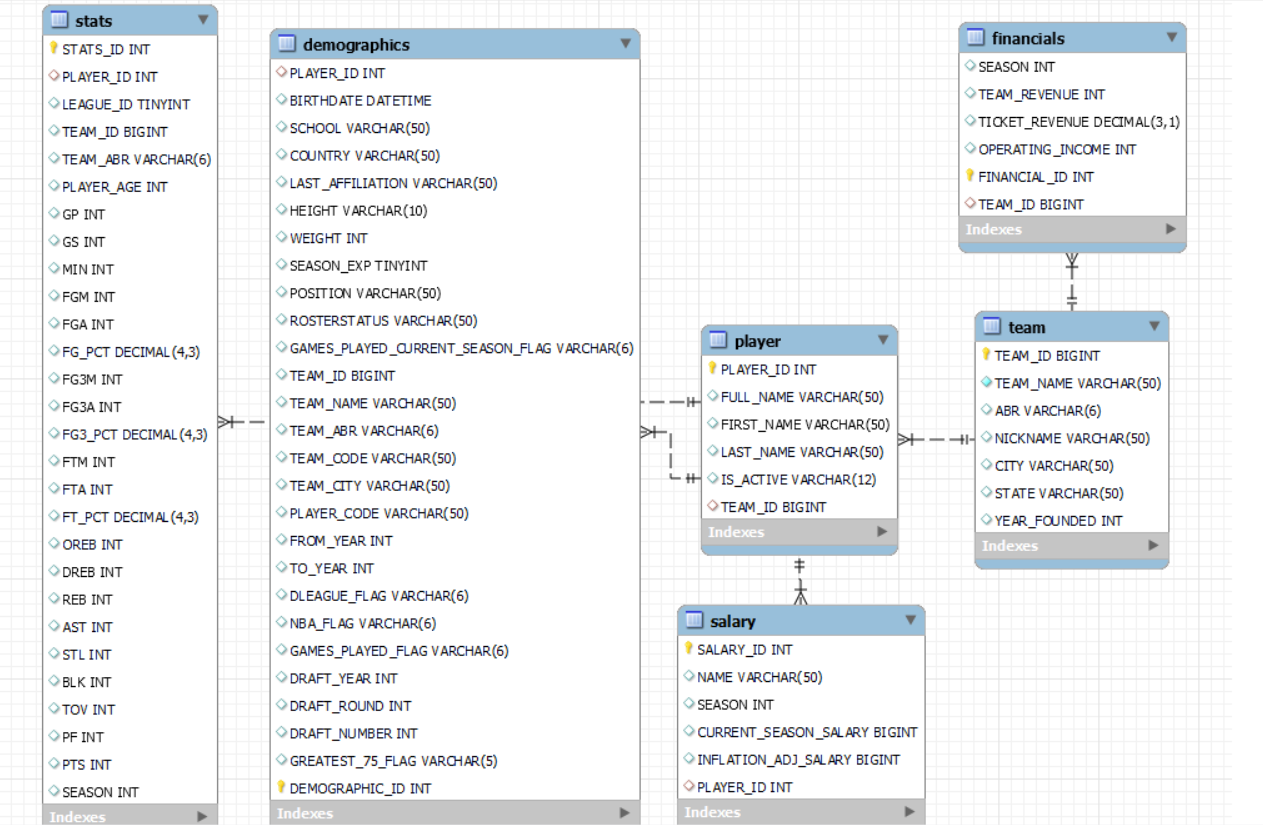 stats
STATS_ID INT
PLAYER_ID INT
LEAGUE_ID TINYINT
TEAM_ID BIGINT
TEAM_ABR VARCHAR(6)
PLAYER_AGE INT
GP INT
GS INT
MIN INT
FGM INT
FGA INT
FG_PCT DECIMAL(4,3)
FG3M INT
FG3A INT
FG3_PCT DECIMAL(4,3)
FTM INT
FTA INT
FT_PCT DECIMAL(4,3)
OREB INT
DREB INT
REB INT
AST INT
STL INT
BLK INT
TOV INT
PF INT
PTS INT
SEASON INT
Indexes
demographics
PLAYER_ID INT
BIRTHDATE DATETIME
SCHOOL VARCHAR(50)
COUNTRY VARCHAR(50)
LAST_AFFILIATION VARCHAR(50)
HEIGHT VARCHAR(10)
WEIGHT INT
SEASON_EXP TINYINT
POSITION VARCHAR(50)
ROSTERSTATUS VARCHAR(50)
GAMES_PLAYED_CURRENT_SEASON_FLAG VARCHAR(6)
TEAM_ID BIGINT
TEAM_NAME VARCHAR(50)
TEAM_ABR VARCHAR(6)
TEAM_CODE VARCHAR(50)
TEAM_CITY VARCHAR(50)
PLAYER_CODE VARCHAR(50)
FROM_YEAR INT
TO_YEAR INT
DLEAGUE_FLAG VARCHAR(6)
NBA_FLAG VARCHAR(6)
GAMES_PLAYED_FLAG VARCHAR(6)
DRAFT_YEAR INT
DRAFT_ROUND INT
DRAFT_NUMBER INT
GREATEST_75_FLAG VARCHAR(5)
DEMOGRAPHIC_ID INT
Indexes
player
PLAYER_ID INT
FULL_NAME VARCHAR(50)
FIRST_NAME VARCHAR(50)
LAST_NAME VARCHAR(50)
IS_ACTIVE VARCHAR(12)
TEAM_ID BIGINT
Indexes
salary
SALARY_ID INT
NAME VARCHAR(50)
SEASON INT
CURRENT_SEASON_SALARY BIGINT
INFLATION_ADJ_SALARY BIGINT
PLAYER_ID INT
Indexes
financials
SEASON INT
TEAM_REVENUE INT
TICKET_REVENUE DECIMAL(3,1)
OPERATING_INCOME INT
FINANCIAL_ID INT
TEAM_ID BIGINT
Indexes
team
TEAM_ID BIGINT
TEAM_NAME VARCHAR(50)
ABR VARCHAR(6)
NICKNAME VARCHAR(50)
CITY VARCHAR(50)
STATE VARCHAR(50)
YEAR_FOUNDED INT
Indexes